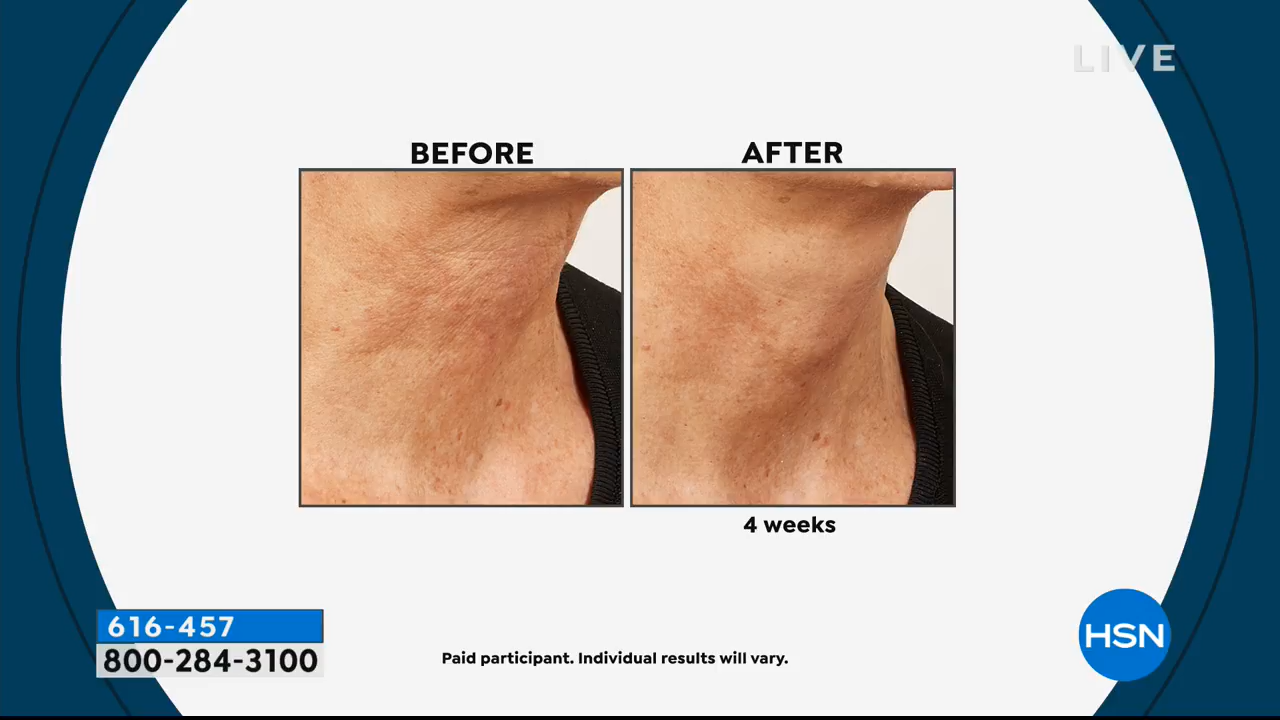 LIVE
BEFORE
AFTER
4 weeks
616-457
800-284-3100
Paid participant. Individual results will vary.
HSN